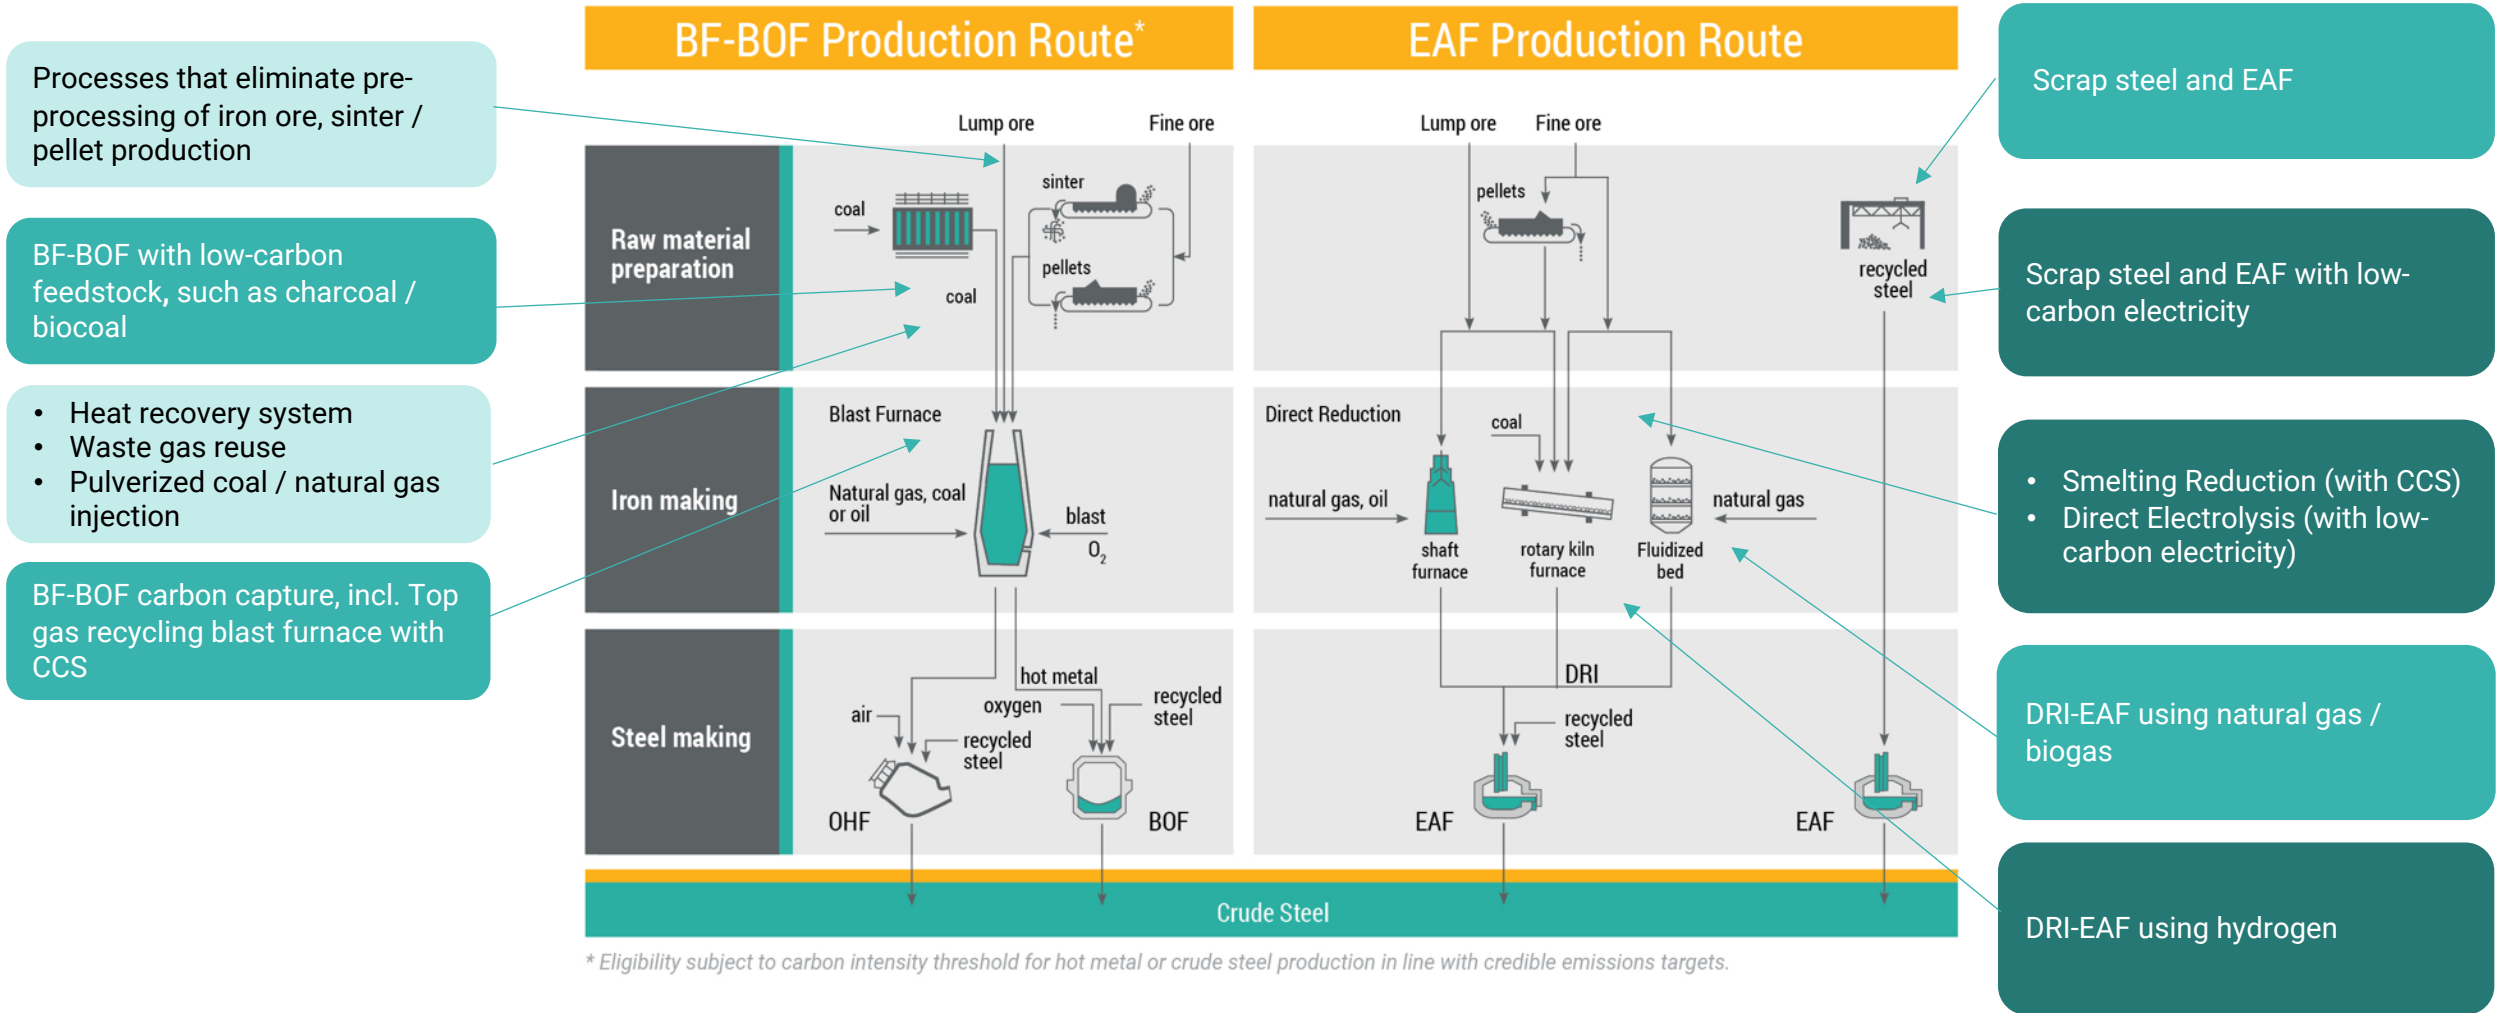 BF-BOF Production Route*
EAF Production Route
Processes that eliminate pre-
processing of iron ore, sinter /
pellet production
BF-BOF with low-carbon
feedstock, such as charcoal /
biocoal
• Heat recovery system
• Waste gas reuse
• Pulverized coal / natural gas
injection
BF-BOF carbon capture, incl. Top
gas recycling blast furnace with
CCS
Raw material
preparation
Lump ore
Fine ore
coal
sinter
pellets
coal
Lump ore
Fine ore
pellets
recycled
steel
Iron making
Blast Furnace
Natural gas, coal
or oil
blast
O2
Direct Reduction
coal
natural gas, oil
natural gas
shaft
furnace
rotary kiln
furnace
Fluidized
bed
Steel making
hot metal
air
oxygen
recycled
steel
recycled
steel
OHF
BOF
DRI
recycled
steel
EAF
EAF
Crude Steel
* Eligibility subject to carbon intensity threshold for hot metal or crude steel production in line with credible emissions targets.
Scrap steel and EAF
Scrap steel and EAF with low-
carbon electricity
• Smelting Reduction (with CCS)
• Direct Electrolysis (with low-
carbon electricity)
DRI-EAF using natural gas /
biogas
DRI-EAF using hydrogen